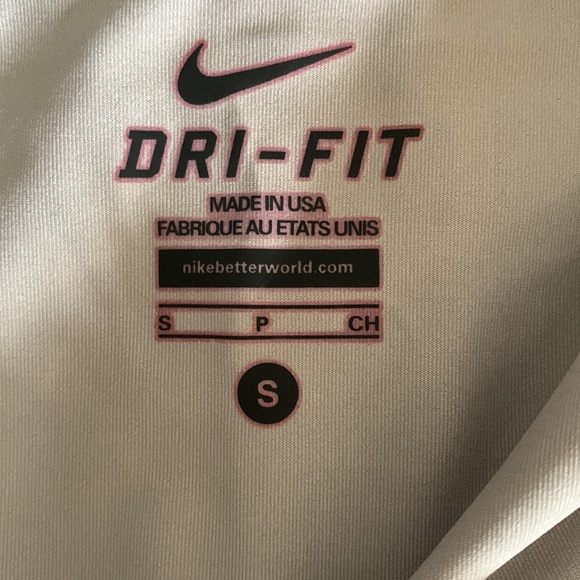 DRI-FIT
MADE IN USA
FABRIQUE AU ETATS UNIS
nikebetterworld.com
S P CH
S